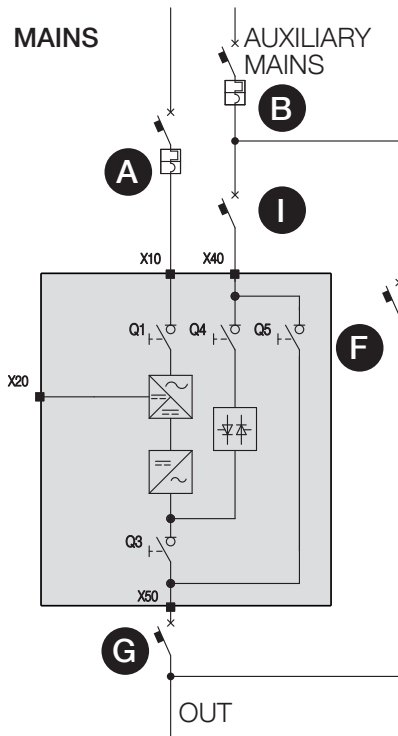 MAINS
AUXILIARY
MAINS
B
A
I
X10
X40
Q1
Q4
Q5
F
X20
Q3
X50
G
OUT